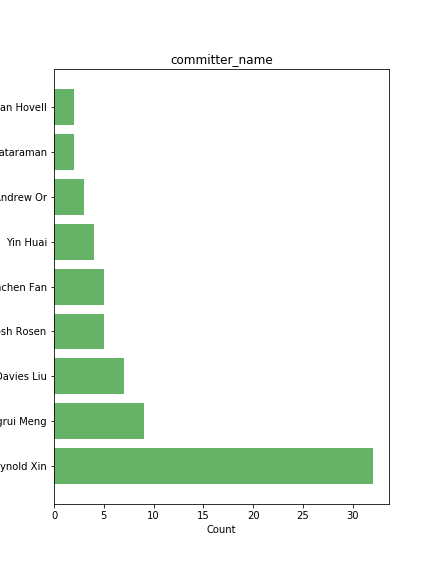 committer_name
an Hovell
ataraman
Andrew Or
Yin Huai
chen Fan
sh Rosen
Davies Liu
grui Meng
ynold Xin
0 5 10 15 20 25 30
Count